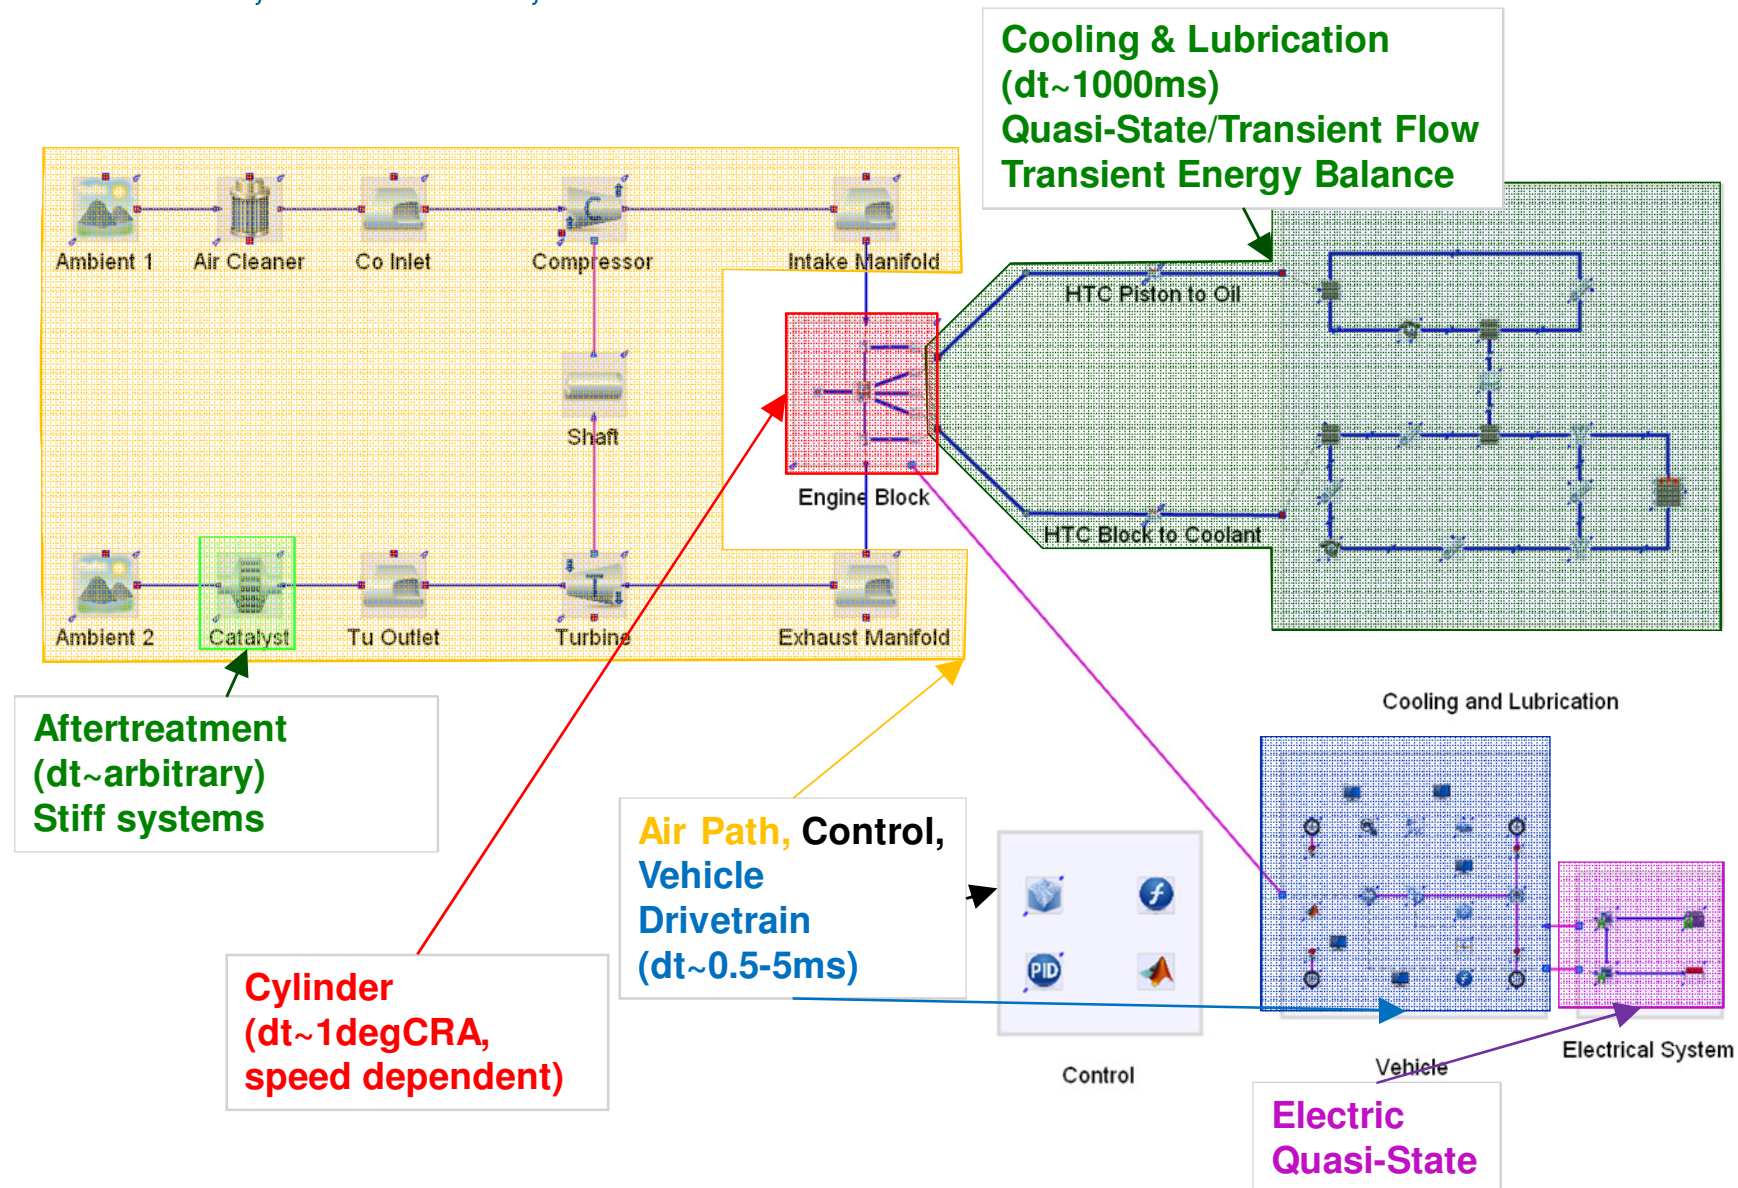 Cooling & Lubrication
(dt~1000ms)
Quasi-State/Transient Flow
Transient Energy Balance
Ambient 1
Air Cleaner
Co Inlet
Compressor
Intake Manifold
HTC Piston to Oil
Shaft
Engine Block
HTC Block to Coolant
Ambient 2
Catalyst
Tu Outlet
Turbine
Exhaust Manifold
Cooling and Lubrication
Aftertreatment
(dt~arbitrary)
Stiff systems
Air Path, Control,
Vehicle
Drivetrain
(dt~0.5-5ms)
PID
Cylinder
(dt~1degCRA,
speed dependent)
Control
Vehicle
Electrical System
Electric
Quasi-State